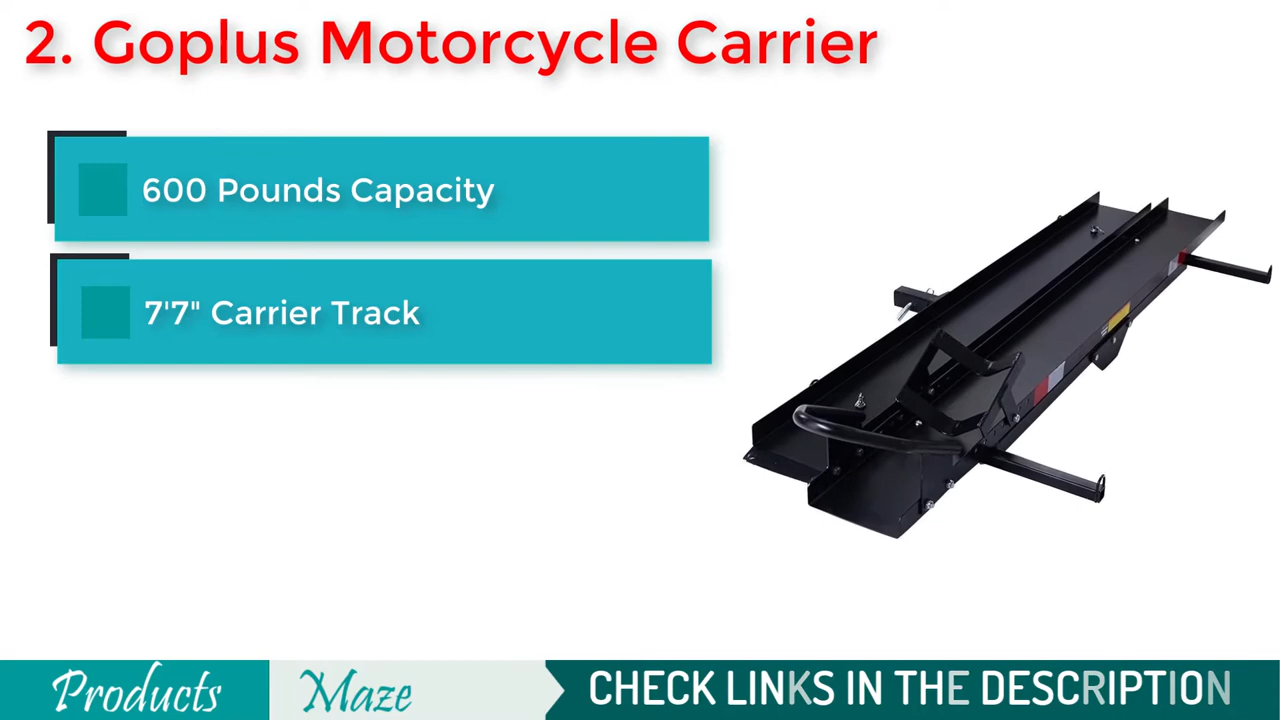 2. Goplus Motorcycle Carrier
600 Pounds Capacity
7'7" Carrier Track
Products Maze
CHECK LINKS IN THE DESCRIPTION